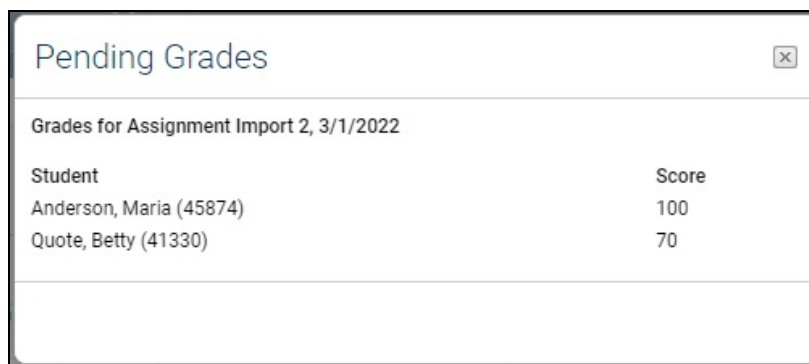 Pending Grades
Grades for Assignment Import 2, 3/1/2022
Student Score
Anderson, Maria (45874) 100
Quote, Betty (41330) 70